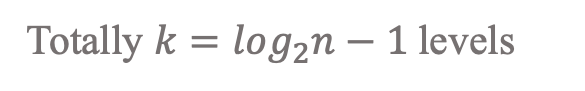 Totally k = log₂n − 1 levels